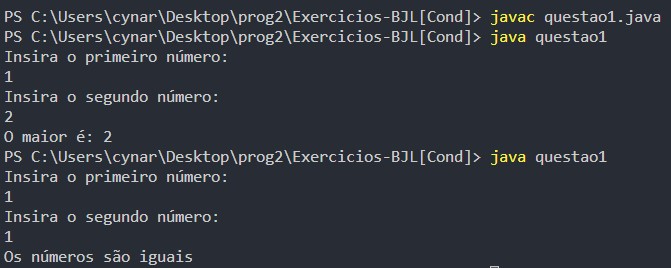 PS C:\Users\cynar\Desktop\prog2\Exercicios-BJL[Cond]> javac questao1.java
PS C:\Users\cynar\Desktop\prog2\Exercicios-BJL[Cond]> java questao1
Insira o primeiro número:
1
Insira o segundo número:
2
O maior é: 2
PS C:\Users\cynar\Desktop\prog2\Exercicios-BJL[Cond]> java questao1
Insira o primeiro número:
1
Insira o segundo número:
1
Os números são iguais